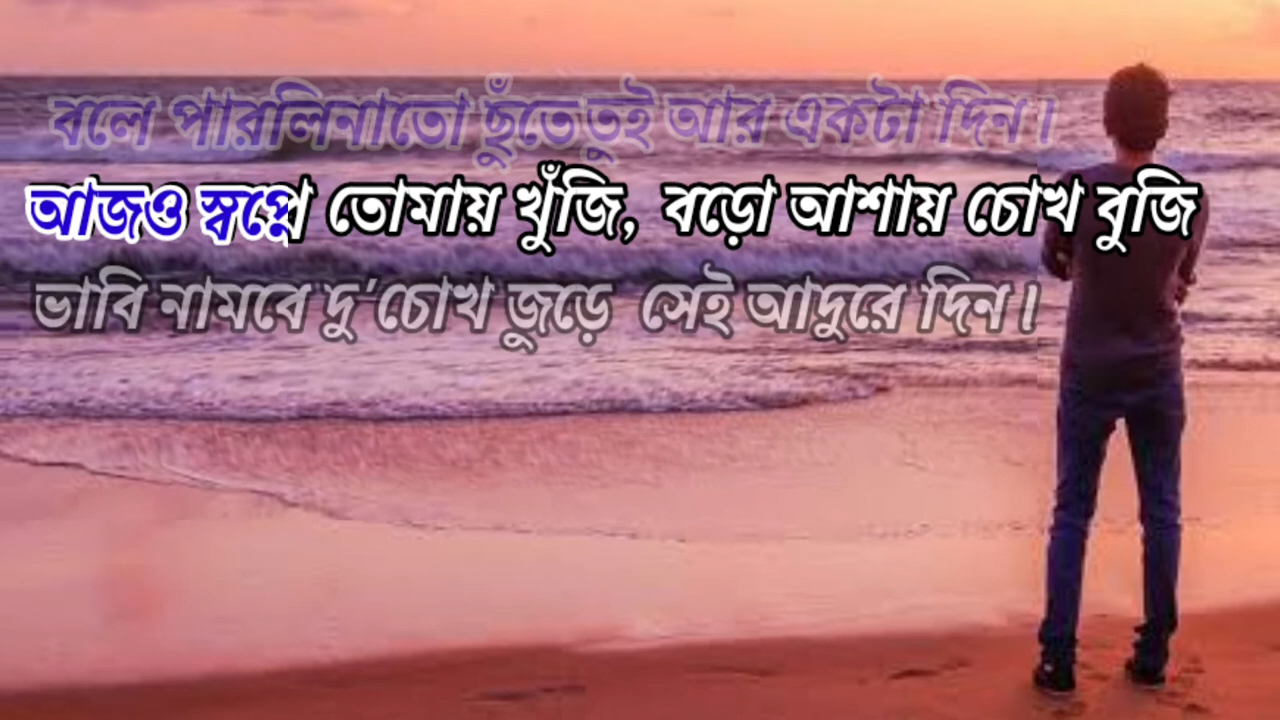 বলে পারলিনাতো ছুঁতেতুই আর একটা দিন।
আজও স্বপ্নে তোমায় খুঁজি, বড়ো আশায় চোখ বুজি
ভাবি নামবে দু'চোখ জুড়ে সেই আদুরে দিন।